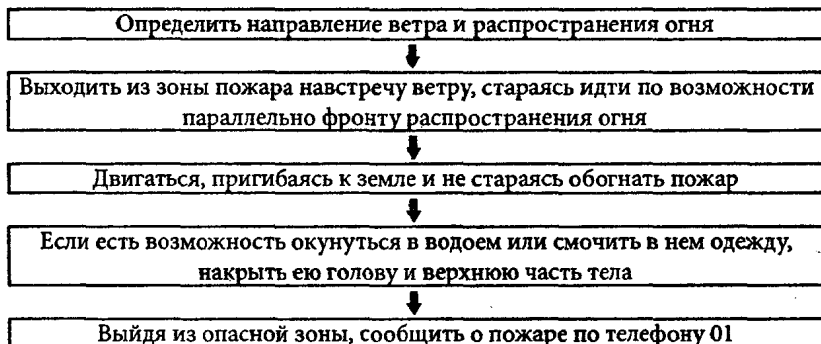 Определить направление ветра и распространения огня
Выходить из зоны пожара навстречу ветру, стараясь идти по возможности
параллельно фронту распространения огня
Двигаться, пригибаясь к земле и не стараясь обогнать пожар
Если есть возможность окунуться в водоем или смочить в нем одежду,
накрыть ею голову и верхнюю часть тела
Выйдя из опасной зоны, сообщить о пожаре по телефону 01